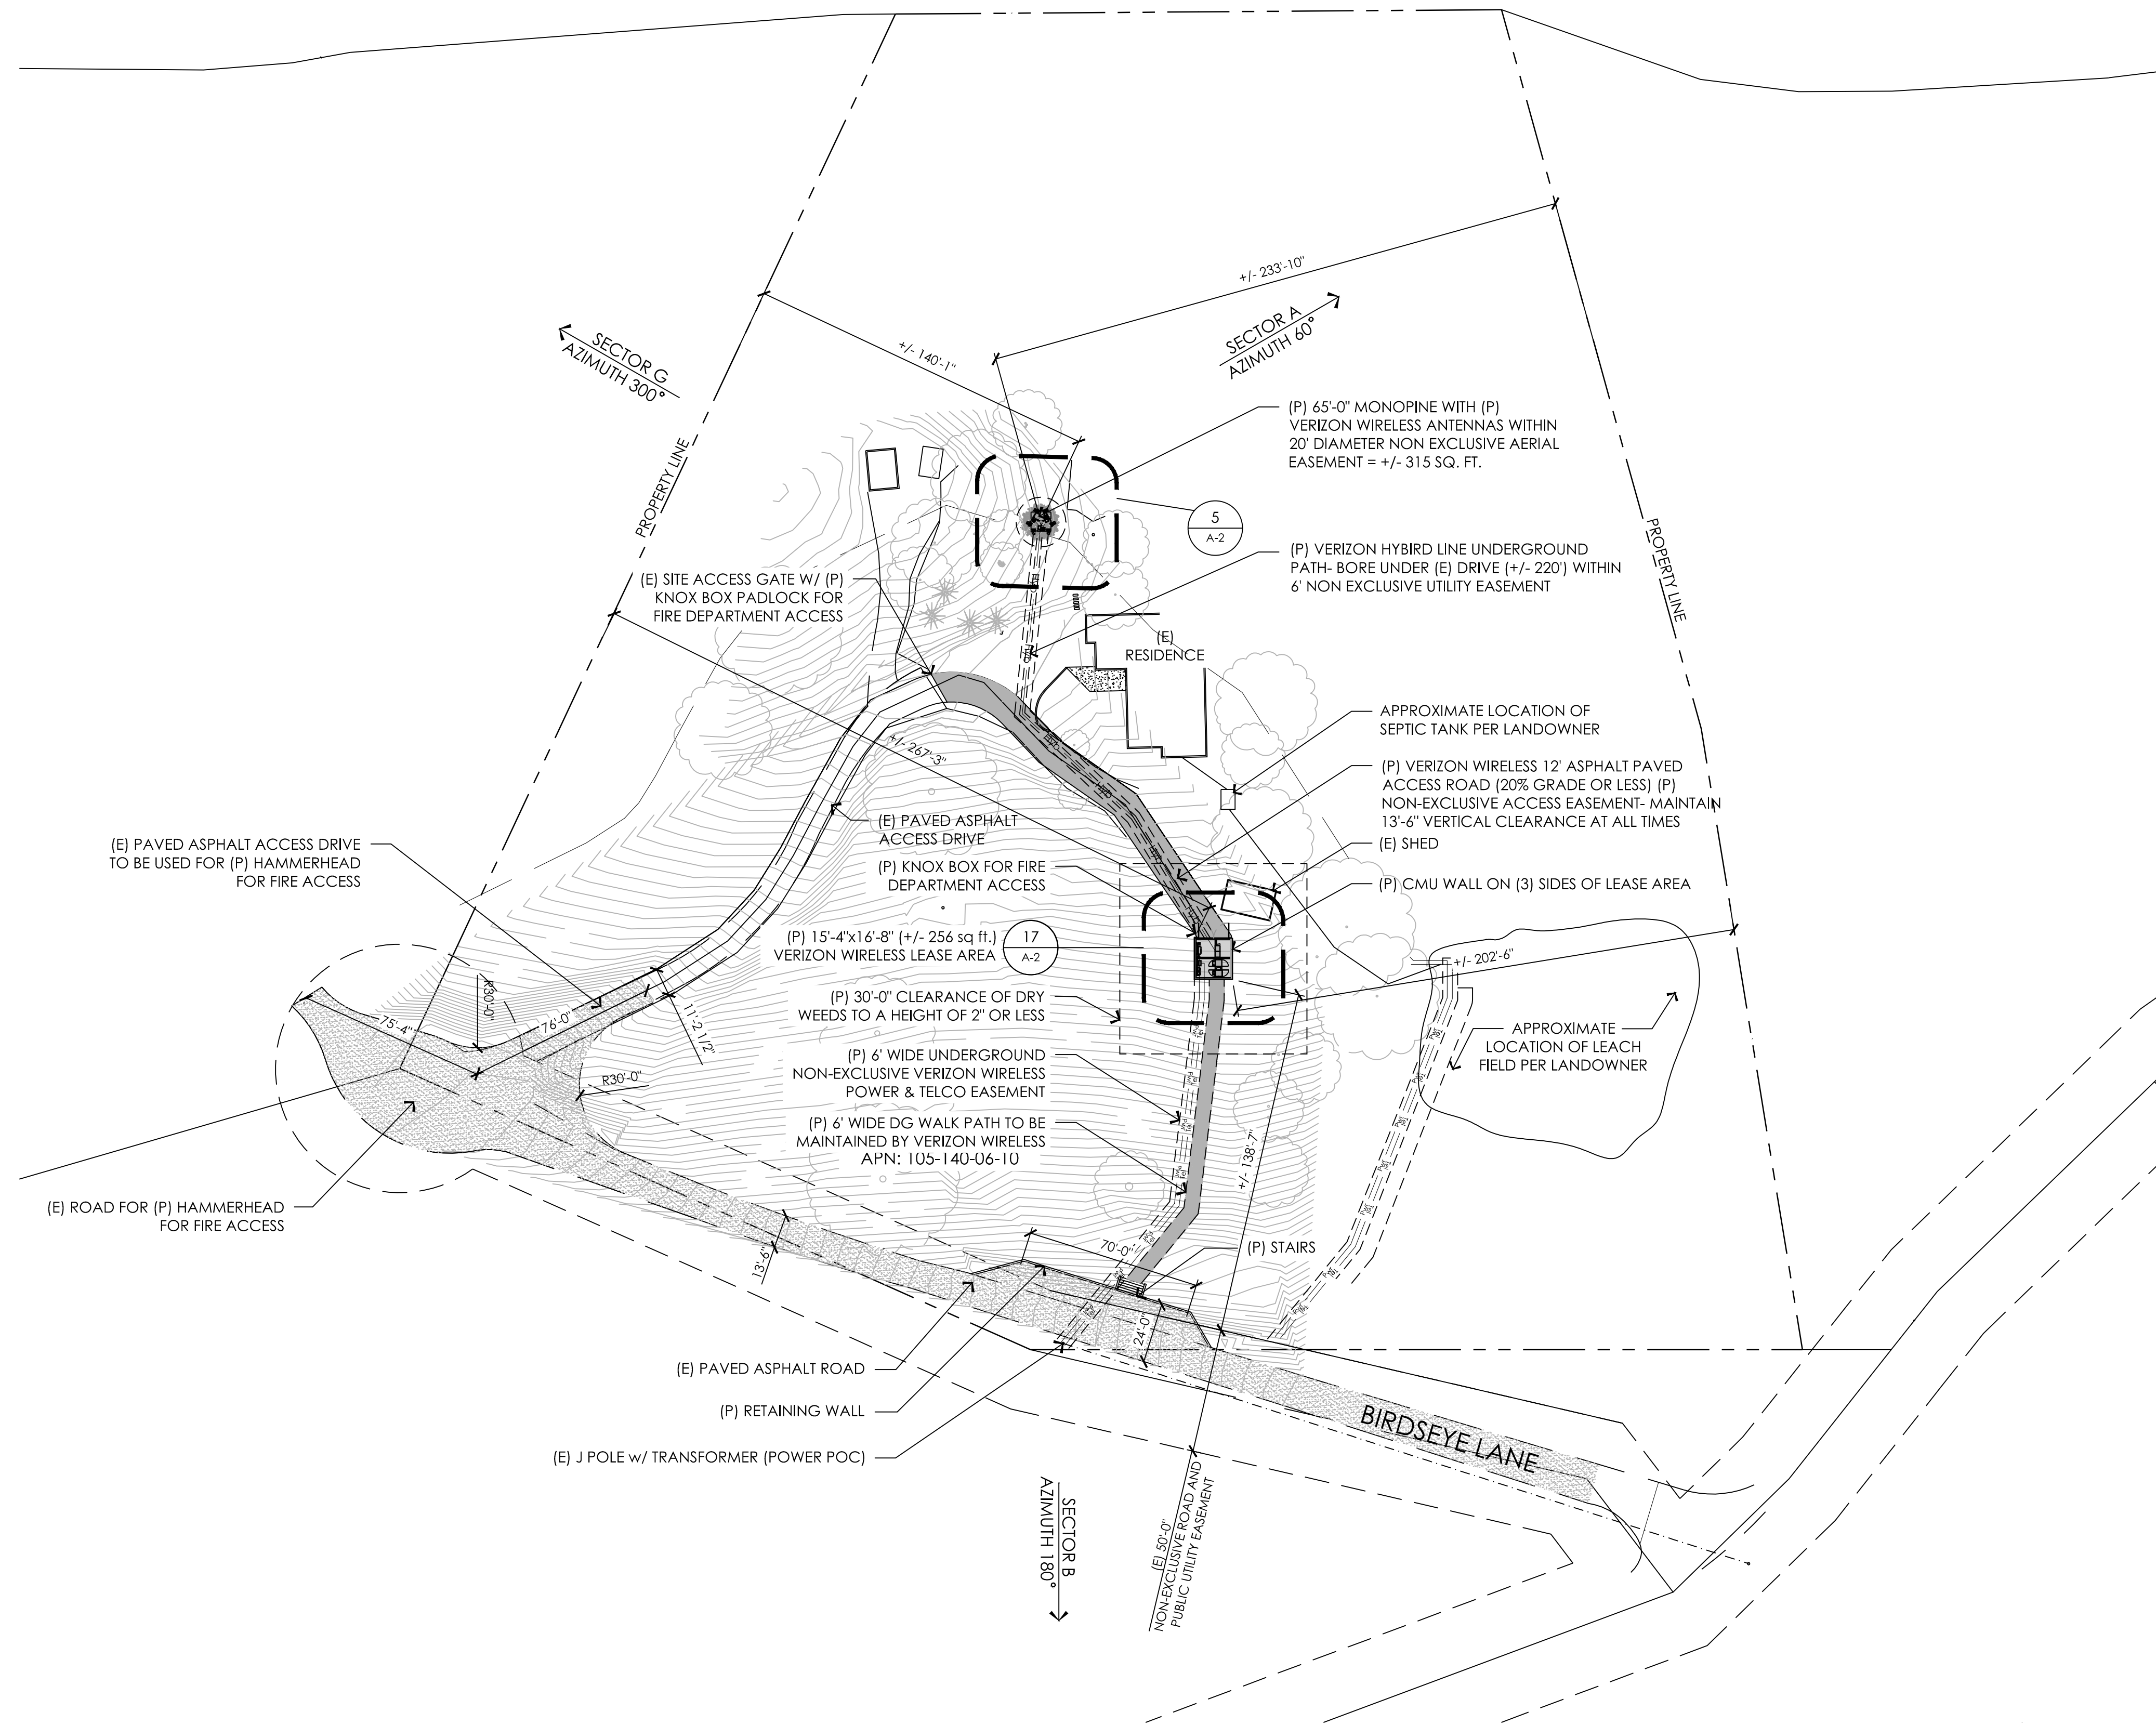 +/- 233'-10"
SECTOR A
AZIMUTH 60°
SECTOR G
AZIMUTH 300°
+/- 140'-1"
PROPERTY LINE
(P) 65'-0" MONOPINE WITH (P)
VERIZON WIRELESS ANTENNAS WITHIN
20' DIAMETER NON EXCLUSIVE AERIAL
EASEMENT = +/- 315 SQ. FT.
5
A-2
(P) VERIZON HYBIRD LINE UNDERGROUND
PATH- BORE UNDER (E) DRIVE (+/- 220') WITHIN
6' NON EXCLUSIVE UTILITY EASEMENT
PROPERTY LINE
(E) SITE ACCESS GATE W/ (P)
KNOX BOX PADLOCK FOR
FIRE DEPARTMENT ACCESS
(E)
RESIDENCE
APPROXIMATE LOCATION OF
SEPTIC TANK PER LANDOWNER
+/- 267'-3"
(P) VERIZON WIRELESS 12' ASPHALT PAVED
ACCESS ROAD (20% GRADE OR LESS) (P)
NON-EXCLUSIVE ACCESS EASEMENT- MAINTAIN
13'-6" VERTICAL CLEARANCE AT ALL TIMES
(E) PAVED ASPHALT
ACCESS DRIVE
(E) SHED
(E) PAVED ASPHALT ACCESS DRIVE
TO BE USED FOR (P) HAMMERHEAD
FOR FIRE ACCESS
(P) KNOX BOX FOR FIRE
DEPARTMENT ACCESS
(P) CMU WALL ON (3) SIDES OF LEASE AREA
(P) 15'-4"x16'-8" (+/- 256 sq ft.)
VERIZON WIRELESS LEASE AREA
17
A-2
+/- 202'-6"
(P) 30'-0" CLEARANCE OF DRY
WEEDS TO A HEIGHT OF 2" OR LESS
R30'-0"
75'-4"
76'-0"
11'-2 1/2"
APPROXIMATE
LOCATION OF LEACH
FIELD PER LANDOWNER
R30'-0"
(P) 6' WIDE UNDERGROUND
NON-EXCLUSIVE VERIZON WIRELESS
POWER & TELCO EASEMENT
(P) 6' WIDE DG WALK PATH TO BE
MAINTAINED BY VERIZON WIRELESS
APN: 105-140-06-10
+/- 138'-7"
(E) ROAD FOR (P) HAMMERHEAD
FOR FIRE ACCESS
13'-6"
70'-0"
(P) STAIRS
24'-0"
(E) PAVED ASPHALT ROAD
(P) RETAINING WALL
(E) J POLE w/ TRANSFORMER (POWER POC)
BIRDSEYE LANE
SECTOR B
AZIMUTH 180°
(E) 50'-0"
NON-EXCLUSIVE ROAD AND
PUBLIC UTILITY EASEMENT